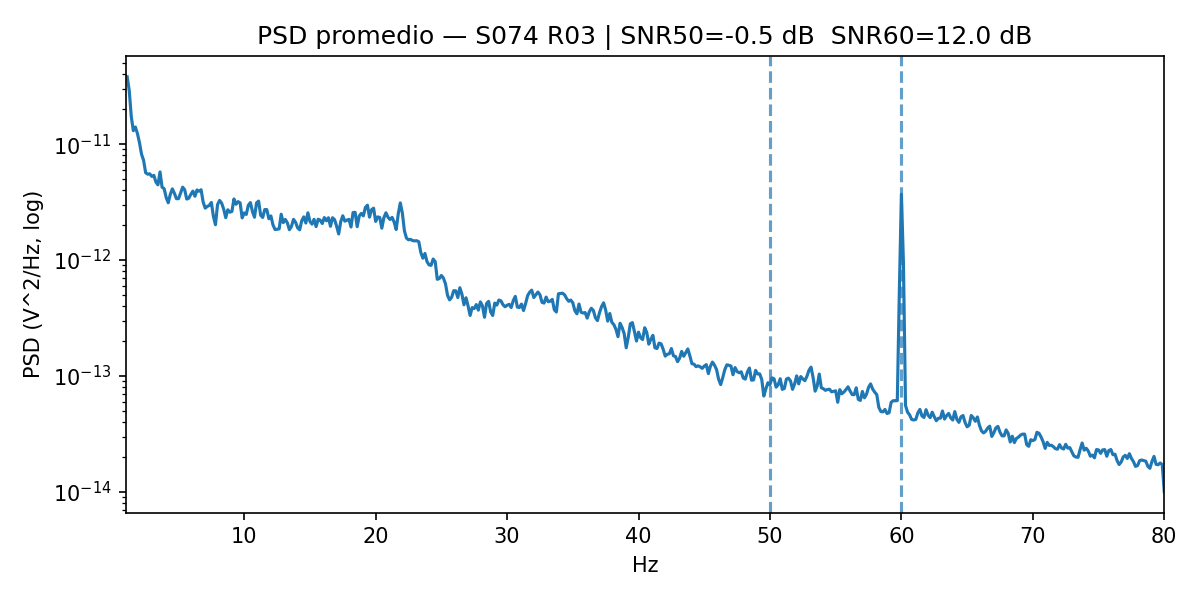 PSD promedio — S074 R03 | SNR50=-0.5 dB  SNR60=12.0 dB
PSD (V^2/Hz, log)
10⁻¹¹
10⁻¹²
10⁻¹³
10⁻¹⁴
10 20 30 40 50 60 70 80
Hz